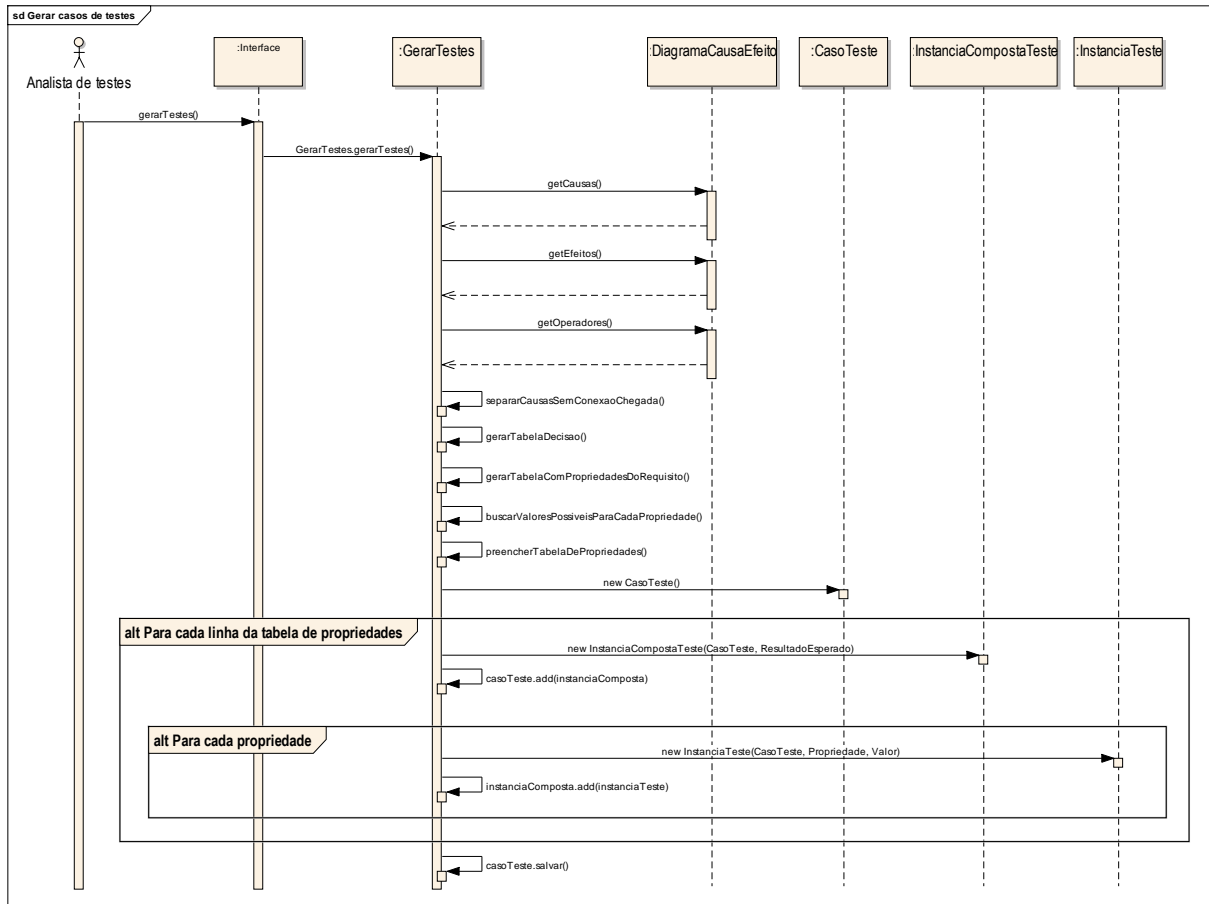 sd Gerar casos de testes
Analista de testes
:Interface
:GerarTestes
:DiagramaCausaEfeito
:CasoTeste
:InstanciaCompostaTeste
:InstanciaTeste
gerarTestes()
GerarTestes.gerarTestes()
getCausas()
getEfeitos()
getOperadores()
separarCausasSemConexaoChegada()
gerarTabelaDecisao()
gerarTabelaComPropriedadesDoRequisito()
buscarValoresPossiveisParaCadaPropriedade()
preencherTabelaDePropriedades()
new CasoTeste()
alt Para cada linha da tabela de propriedades
new InstanciaCompostaTeste(CasoTeste, ResultadoEsperado)
casoTeste.add(instanciaComposta)
alt Para cada propriedade
new InstanciaTeste(CasoTeste, Propriedade, Valor)
instanciaComposta.add(instanciaTeste)
casoTeste.salvar()